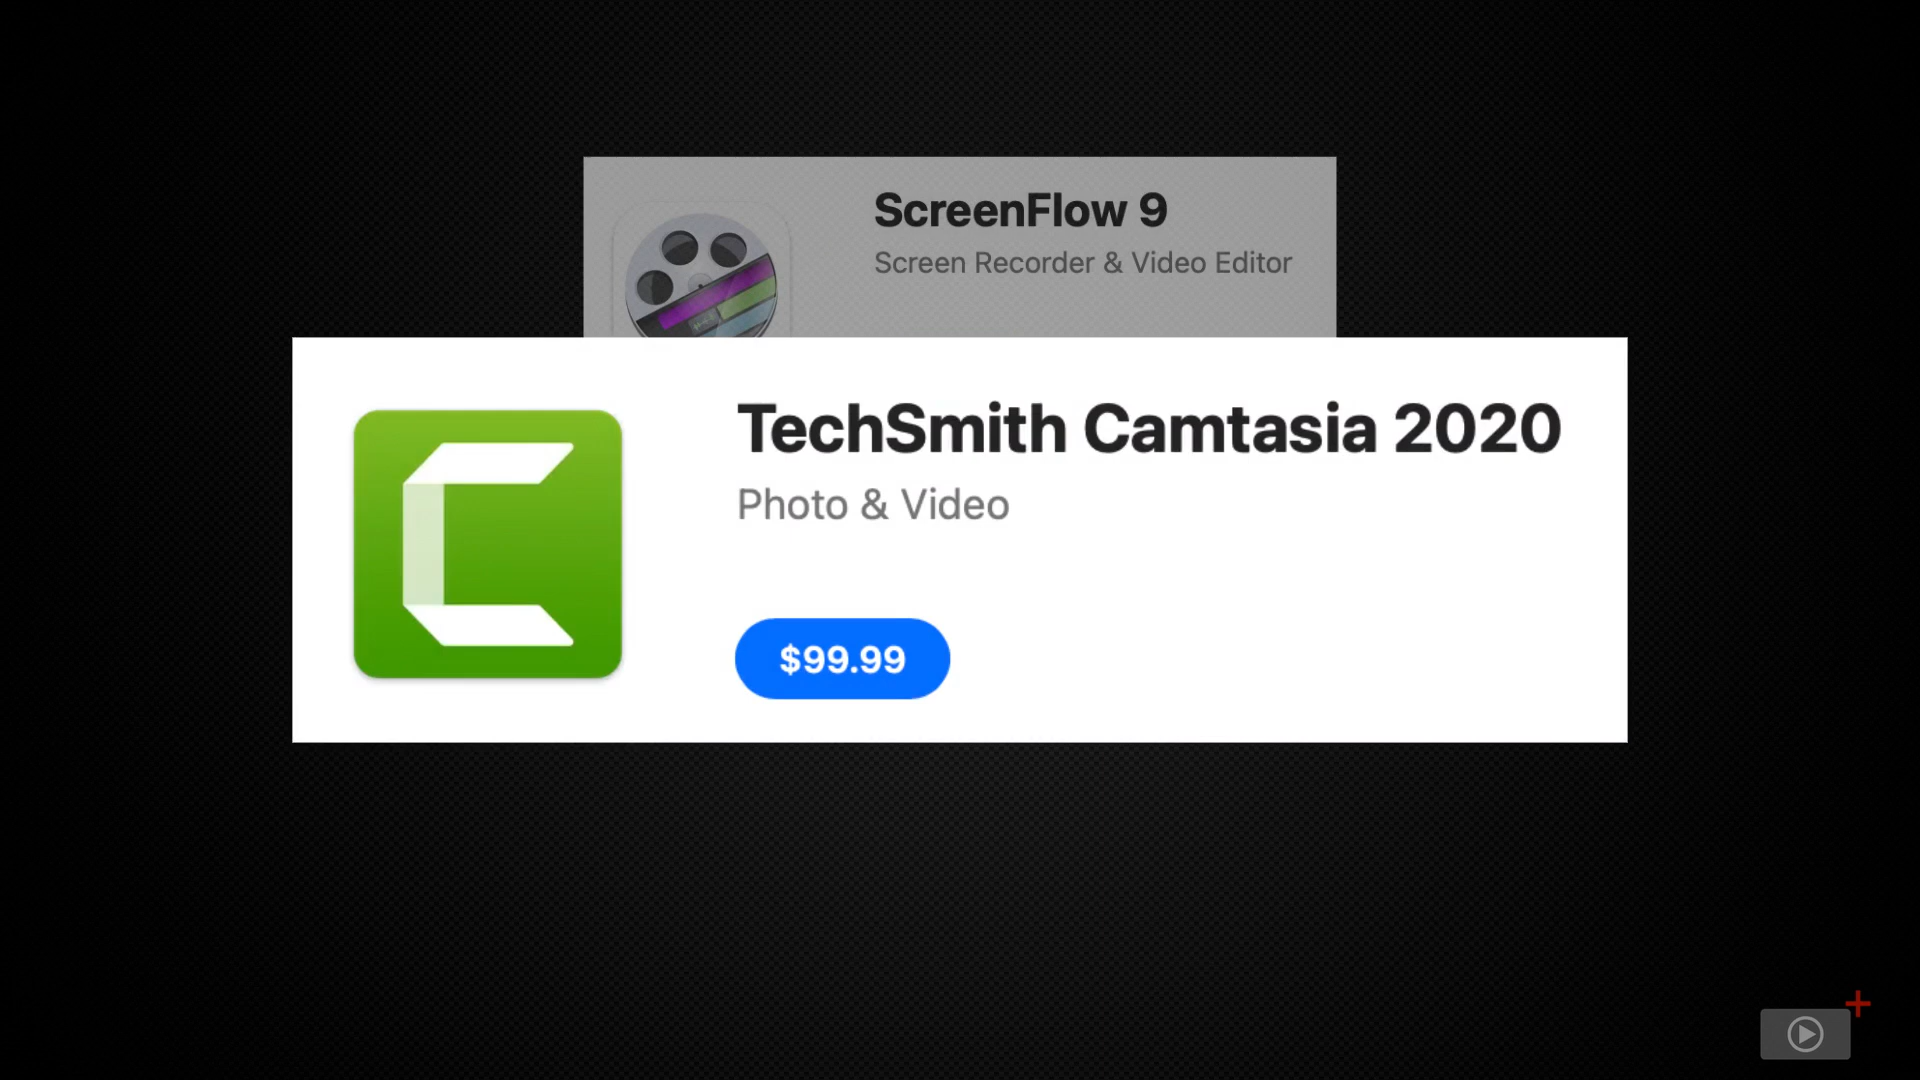 ScreenFlow 9
Screen Recorder & Video Editor
TechSmith Camtasia 2020
Photo & Video
$99.99